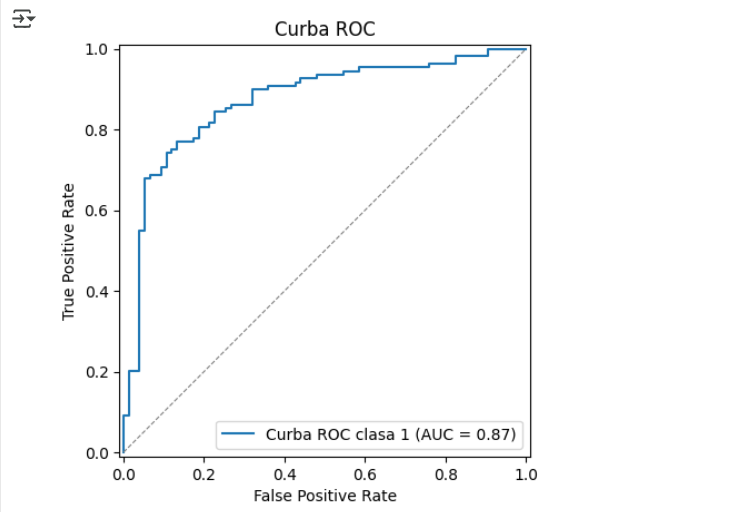 Curba ROC
True Positive Rate
1.0
0.8
0.6
0.4
0.2
0.0
Curba ROC clasa 1 (AUC = 0.87)
0.0 0.2 0.4 0.6 0.8 1.0
False Positive Rate